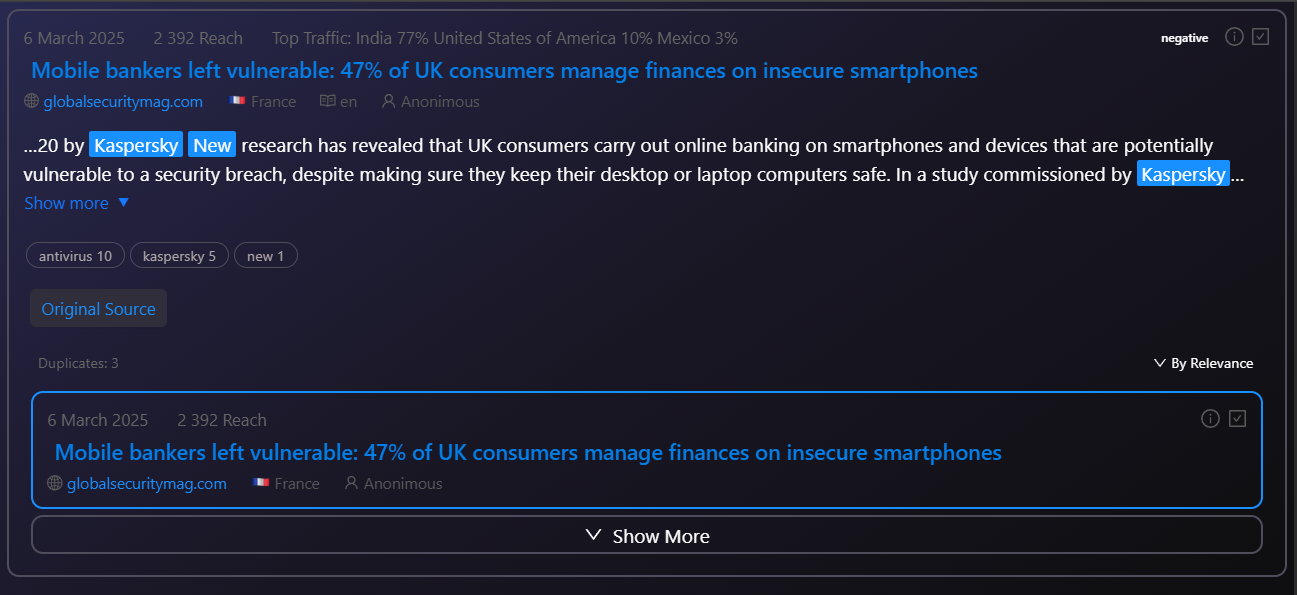 6 March 2025 2 392 Reach Top Traffic: India 77% United States of America 10% Mexico 3% negative
Mobile bankers left vulnerable: 47% of UK consumers manage finances on insecure smartphones
globalsecuritymag.com France en Anonimous
...20 by Kaspersky New research has revealed that UK consumers carry out online banking on smartphones and devices that are potentially
vulnerable to a security breach, despite making sure they keep their desktop or laptop computers safe. In a study commissioned by Kaspersky...
Show more
antivirus 10 kaspersky 5 new 1
Original Source
Duplicates: 3 By Relevance
6 March 2025 2 392 Reach
Mobile bankers left vulnerable: 47% of UK consumers manage finances on insecure smartphones
globalsecuritymag.com France Anonimous
Show More